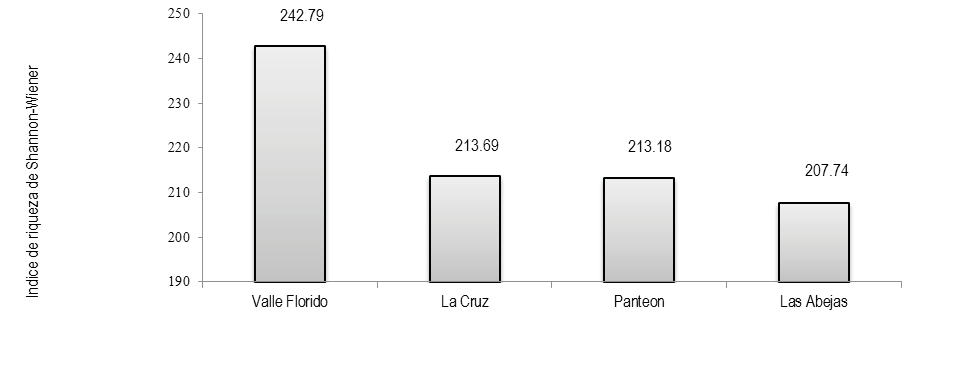 Indice de riqueza de Shannon-Wiener
250
240
230
220
210
200
190
242.79
213.69
213.18
207.74
Valle Florido
La Cruz
Panteon
Las Abejas